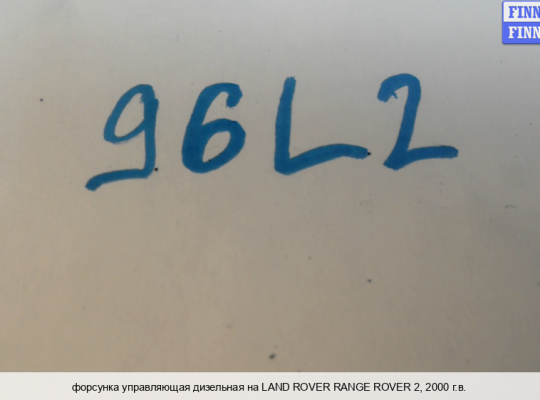 FINN
FINN
96L2
форсунка управляющая дизельная на LAND ROVER RANGE ROVER 2, 2000 г.в.